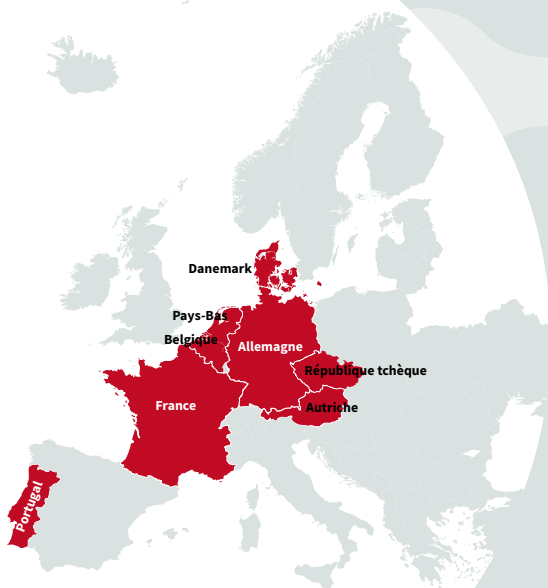 Danemark
Pays-Bas
Belgique
Allemagne
République tchèque
France
Autriche
Portugal